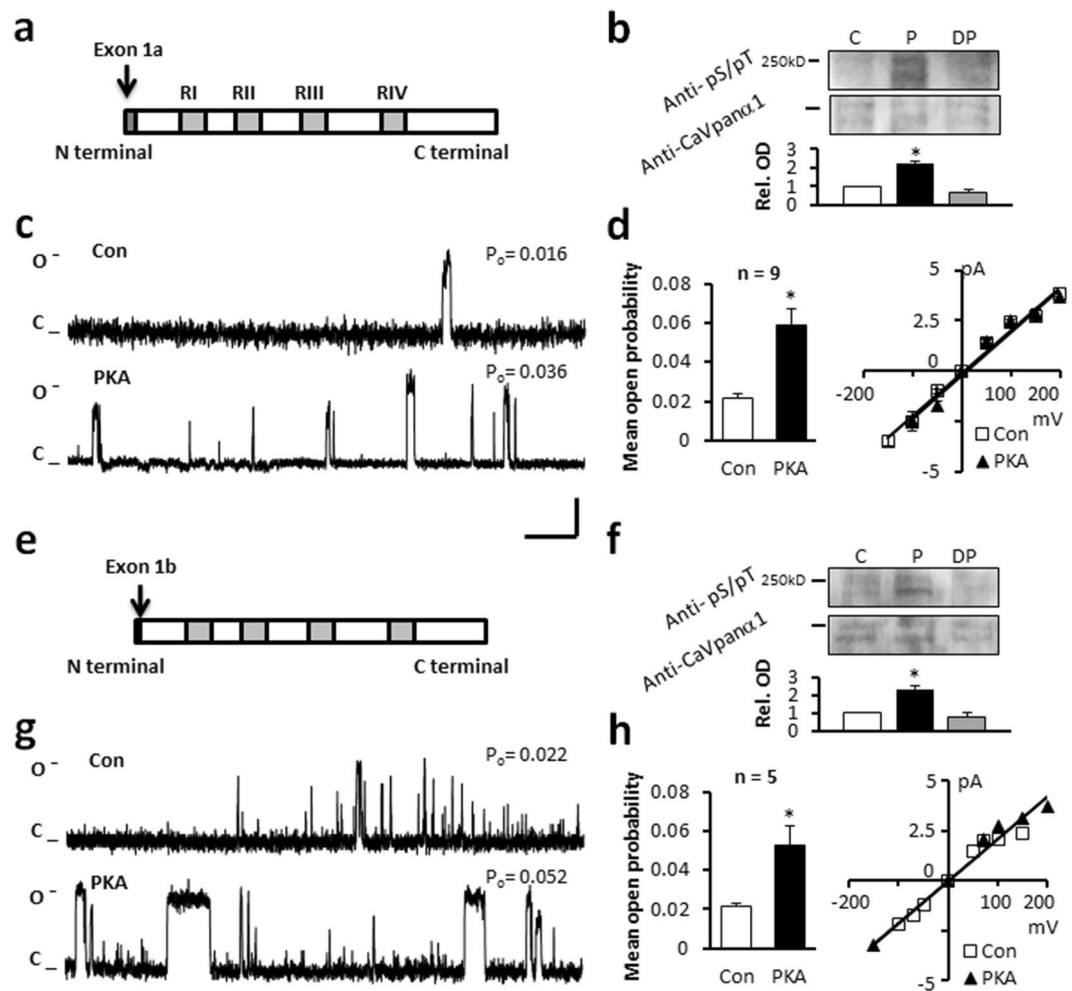 a
Exon 1a
RI RII RIII RIV
N terminal C terminal
b
C P DP
Anti- pS/pT
250kD
Anti-CaVpanα1
Rel. OD
3
2
1
0
*
c
Con
Po= 0.016
O
C
PKA
Po= 0.036
O
C
d
n = 9
Mean open probability
0.08
0.06
0.04
0.02
0
*
Con PKA
5
pA
2.5
0
-200 100 200
mV
-5
Con
PKA
e
Exon 1b
N terminal C terminal
f
C P DP
Anti- pS/pT
250kD
Anti-CaVpanα1
Rel. OD
3
2
1
0
*
g
Con
Po= 0.022
O
C
PKA
Po= 0.052
O
C
h
n = 5
Mean open probability
0.08
0.06
0.04
0.02
0
*
Con PKA
5
pA
2.5
0
-200 100 200
mV
-5
Con
PKA